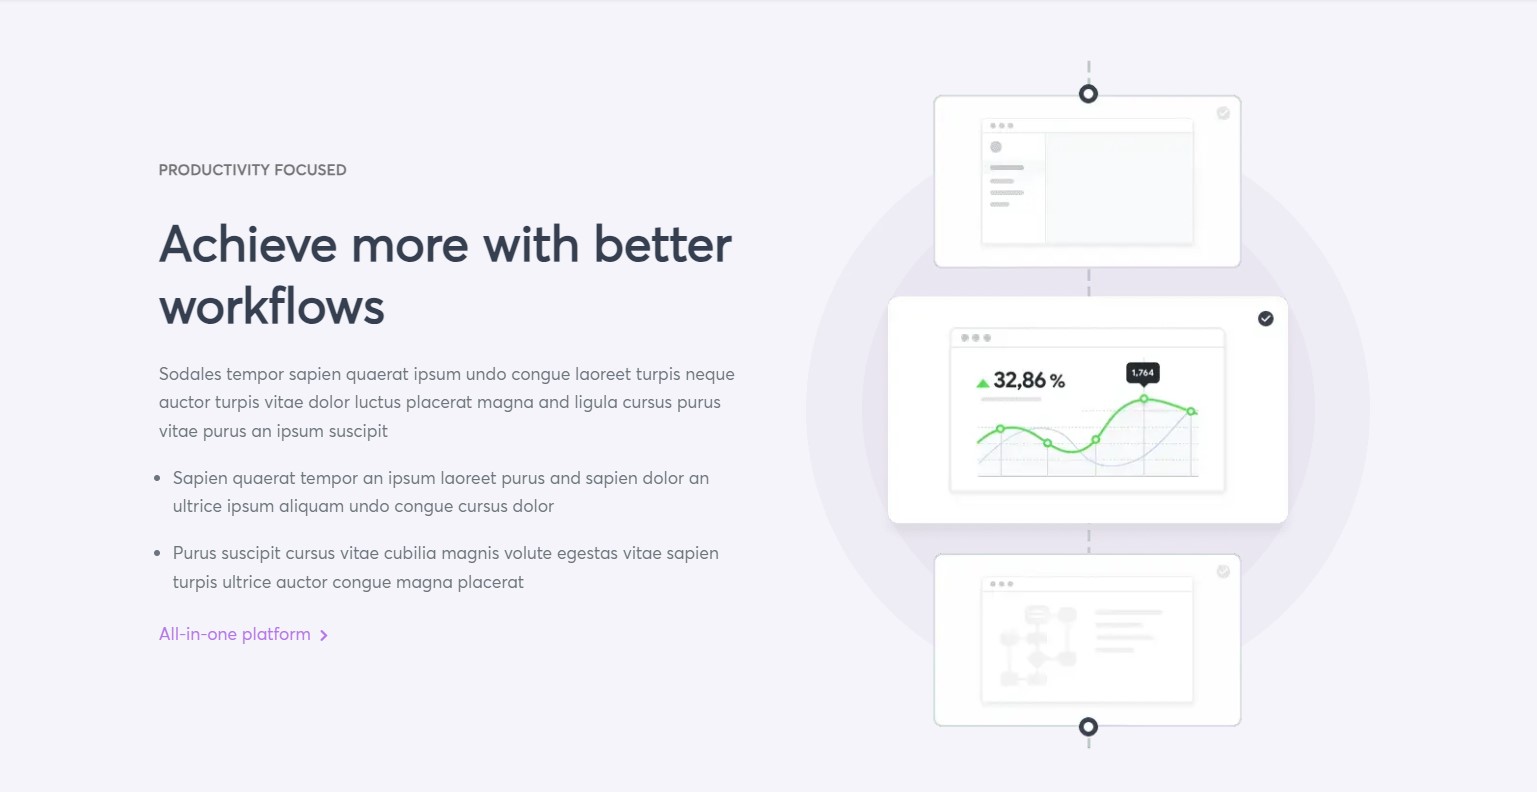 PRODUCTIVITY FOCUSED
Achieve more with better
workflows
Sodales tempor sapien quaerat ipsum undo congue laoreet turpis neque
auctor turpis vitae dolor luctus placerat magna and ligula cursus purus
vitae purus an ipsum suscipit
Sapien quaerat tempor an ipsum laoreet purus and sapien dolor an
ultrice ipsum aliquam undo congue cursus dolor
Purus suscipit cursus vitae cubilia magnis volute egestas vitae sapien
turpis ultrice auctor congue magna placerat
All-in-one platform
32,86 %
1,764